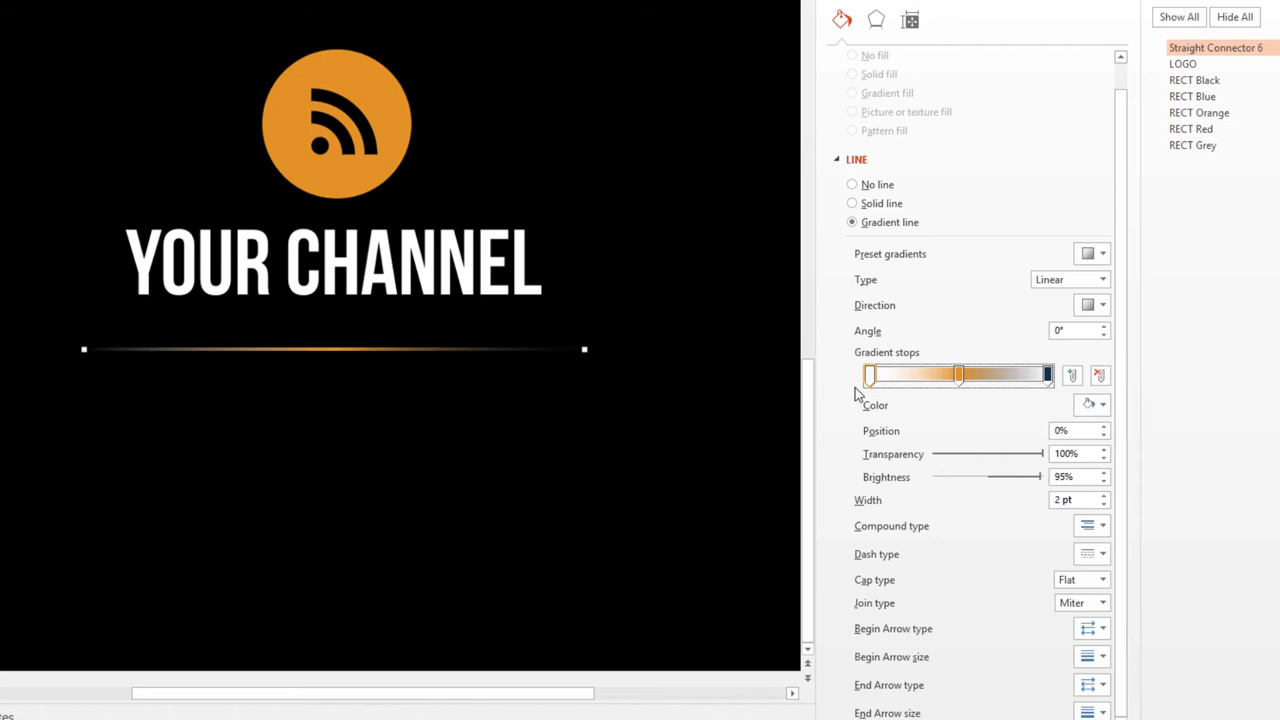 YOUR CHANNEL
No fill
Solid fill
Gradient fill
Picture or texture fill
Pattern fill
LINE
No line
Solid line
Gradient line
Preset gradients
Type Linear
Direction
Angle 0°
Gradient stops
Color
Position 0%
Transparency 100%
Brightness 95%
Width 2 pt
Compound type
Dash type
Cap type Flat
Join type Miter
Begin Arrow type
Begin Arrow size
End Arrow type
End Arrow size
Show All Hide All
Straight Connector 6
LOGO
RECT Black
RECT Blue
RECT Orange
RECT Red
RECT Grey